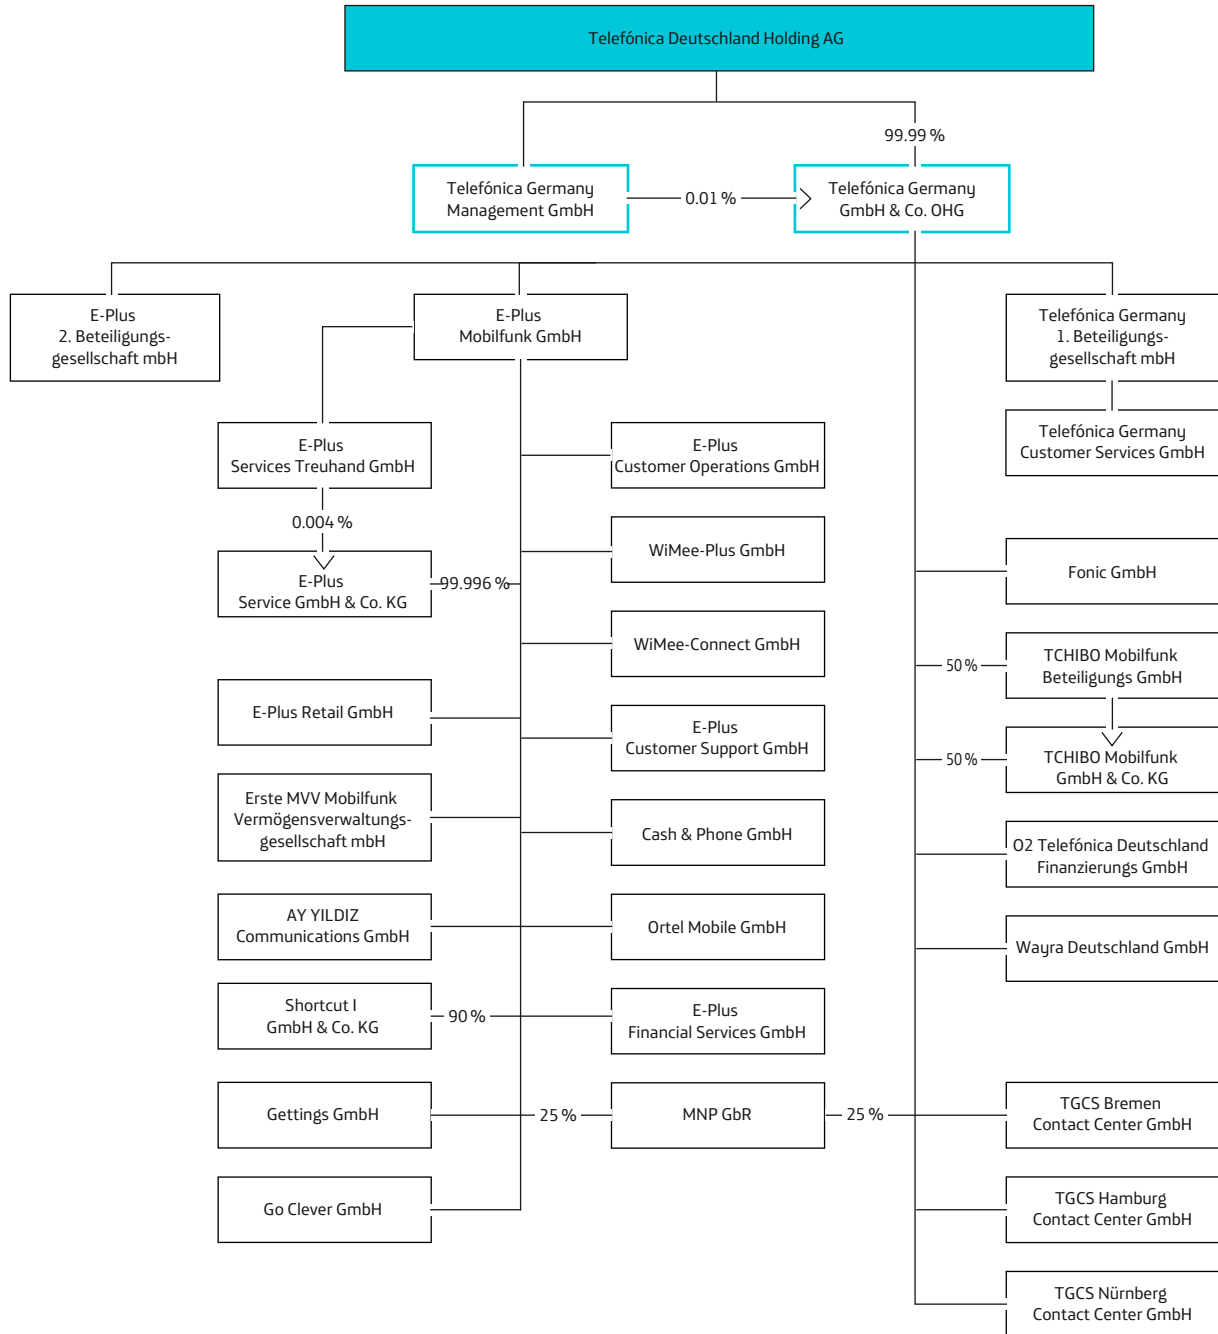 Telefónica Deutschland Holding AG
99.99 %
Telefónica Germany
Management GmbH
0.01 %
Telefónica Germany
GmbH & Co. OHG
E-Plus
2. Beteiligungs-
gesellschaft mbH
E-Plus
Mobilfunk GmbH
Telefónica Germany
1. Beteiligungs-
gesellschaft mbH
E-Plus
Services Treuhand GmbH
E-Plus
Customer Operations GmbH
Telefónica Germany
Customer Services GmbH
0.004 %
E-Plus
Service GmbH & Co. KG
99.996 %
WiMee-Plus GmbH
Fonic GmbH
WiMee-Connect GmbH
50 %
TCHIBO Mobilfunk
Beteiligungs GmbH
E-Plus Retail GmbH
E-Plus
Customer Support GmbH
50 %
TCHIBO Mobilfunk
GmbH & Co. KG
Erste MVV Mobilfunk
Vermögensverwaltungs-
gesellschaft mbH
Cash & Phone GmbH
O2 Telefónica Deutschland
Finanzierungs GmbH
AY YILDIZ
Communications GmbH
Ortel Mobile GmbH
Wayra Deutschland GmbH
Shortcut I
GmbH & Co. KG
90 %
E-Plus
Financial Services GmbH
Gettings GmbH
25 %
MNP GbR
25 %
TGCS Bremen
Contact Center GmbH
Go Clever GmbH
TGCS Hamburg
Contact Center GmbH
TGCS Nürnberg
Contact Center GmbH